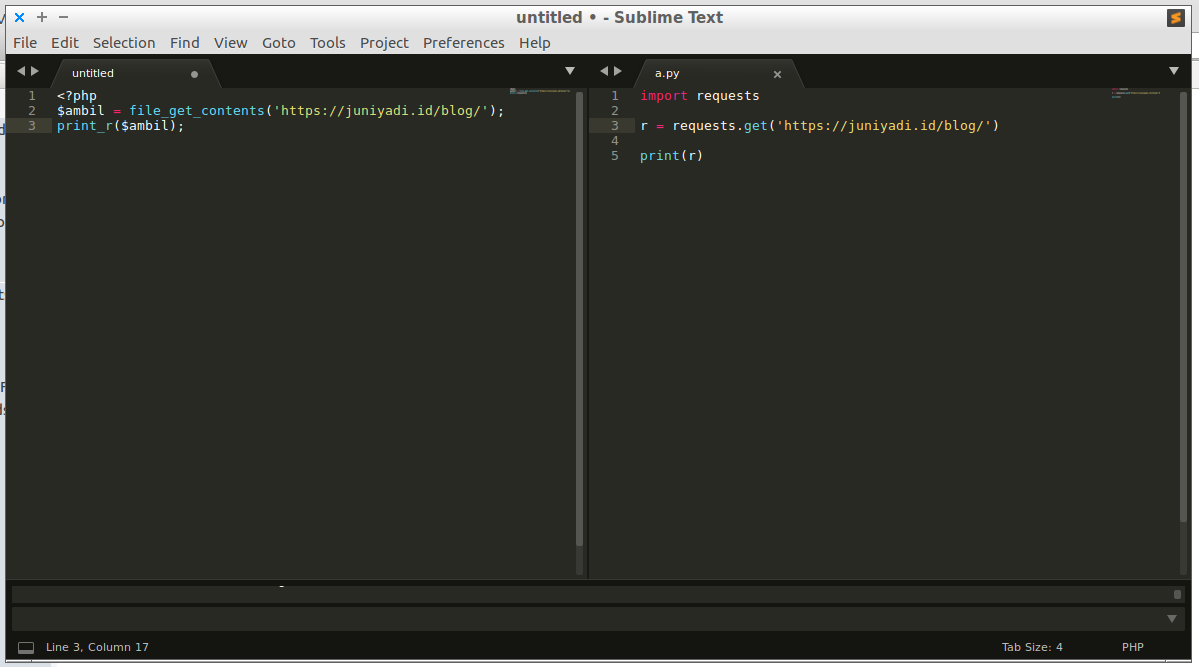 untitled • - Sublime Text
File Edit Selection Find View Goto Tools Project Preferences Help
untitled
1 <?php
2 $ambil = file_get_contents('https://juniyadi.id/blog/');
3 print_r($ambil);
a.py
1 import requests
2
3 r = requests.get('https://juniyadi.id/blog/')
4
5 print(r)
Line 3, Column 17
Tab Size: 4
PHP